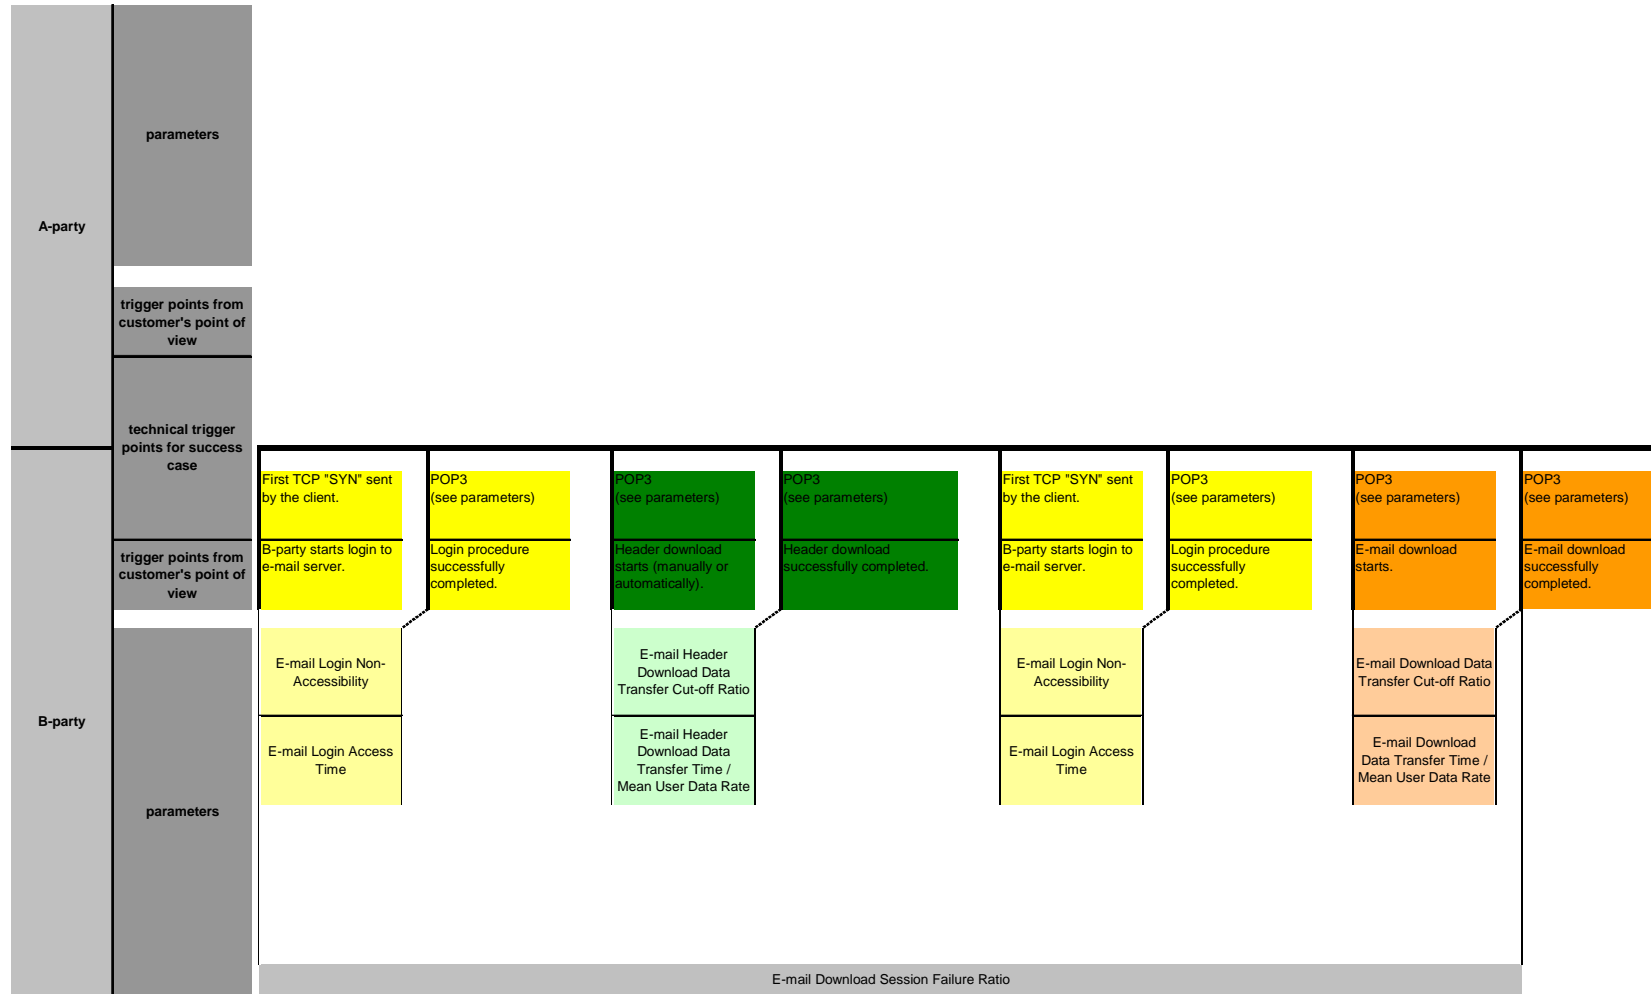 A-party
parameters
trigger points from
customer's point of
view
technical trigger
points for success
case
First TCP "SYN" sent
by the client.
POP3
(see parameters)
POP3
(see parameters)
POP3
(see parameters)
First TCP "SYN" sent
by the client.
POP3
(see parameters)
POP3
(see parameters)
POP3
(see parameters)
B-party
trigger points from
customer's point of
view
B-party starts login to
e-mail server.
Login procedure
successfully
completed.
Header download
starts (manually or
automatically).
Header download
successfully completed.
B-party starts login to
e-mail server.
Login procedure
successfully
completed.
E-mail download
starts.
E-mail download
successfully
completed.
parameters
E-mail Login Non-
Accessibility
E-mail Header
Download Data
Transfer Cut-off Ratio
E-mail Login Non-
Accessibility
E-mail Download Data
Transfer Cut-off Ratio
E-mail Login Access
Time
E-mail Header
Download Data
Transfer Time /
Mean User Data Rate
E-mail Login Access
Time
E-mail Download
Data Transfer Time /
Mean User Data Rate
E-mail Download Session Failure Ratio